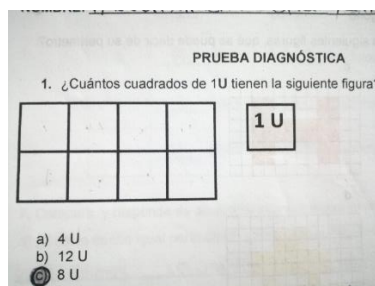 PRUEBA DIAGNÓSTICA
1. ¿Cuántos cuadrados de 1U tienen la siguiente figura
1 U
a) 4 U
b) 12 U
c) 8 U